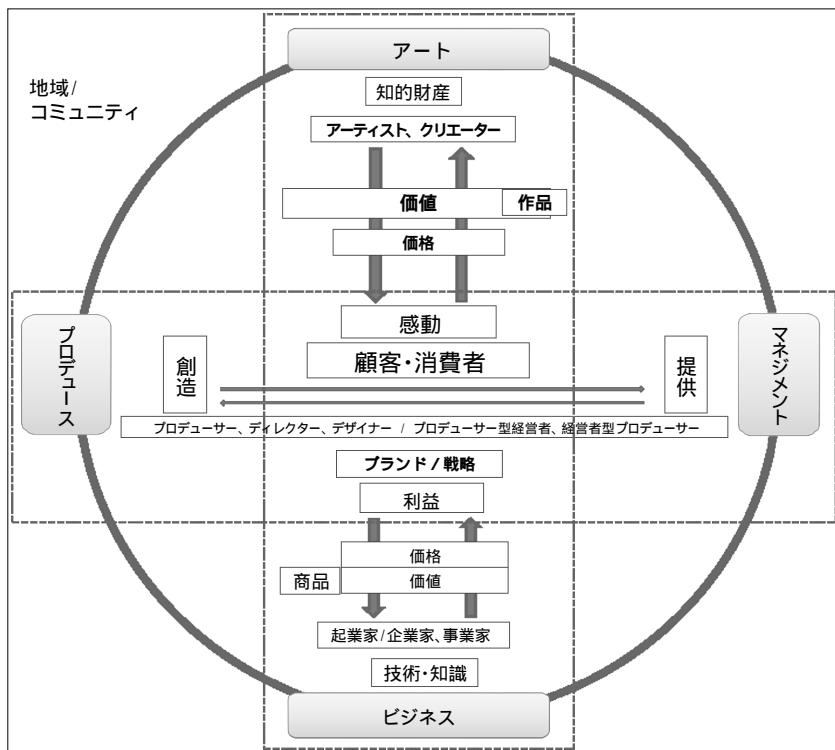 アート
地域/
コミュニティ
知的財産
アーティスト、クリエーター
価値
作品
価格
感動
プロデュース
創造
顧客・消費者
提供
マネジメント
プロデューサー、ディレクター、デザイナー / プロデューサー型経営者、経営者型プロデューサー
ブランド / 戦略
利益
価格
商品
価値
起業家/企業家、事業家
技術・知識
ビジネス